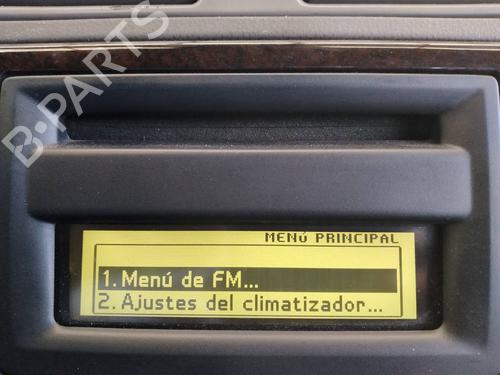 B-PARTS
MENÚ PRINCIPAL
1. Menú de FM...
2. Ajustes del climatizador...